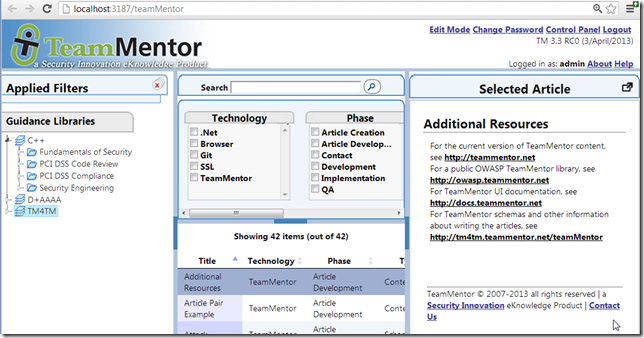 localhost:3187/teamMentor
TeamMentor
a Security Innovation eKnowledge Product
Edit Mode Change Password Control Panel Logout
TM 3.3 RC0 (3/April/2013)
Logged in as: admin About Help
Applied Filters
Guidance Libraries
C++
Fundamentals of Security
PCI DSS Code Review
PCI DSS Compliance
Security Engineering
D+AAAA
TM4TM
Search
Technology
.Net
Browser
Git
SSL
TeamMentor
Phase
Article Creation
Article Develop...
Contact
Development
Implementation
QA
Showing 42 items (out of 42)
Title Technology Phase T
Additional Resources TeamMentor Article Development Conte
Article Pair Example TeamMentor Article Development Conte
TeamMentor Article
Selected Article
Additional Resources
For the current version of TeamMentor content,
see http://teammentor.net
For a public OWASP TeamMentor library, see
http://owasp.teammentor.net
For TeamMentor UI documentation, see
http://docs.teammentor.net
For TeamMentor schemas and other information
about writing the articles, see
http://tm4tm.teammentor.net/teamMentor
TeamMentor © 2007-2013 all rights reserved | a
Security Innovation eKnowledge Product | Contact
Us